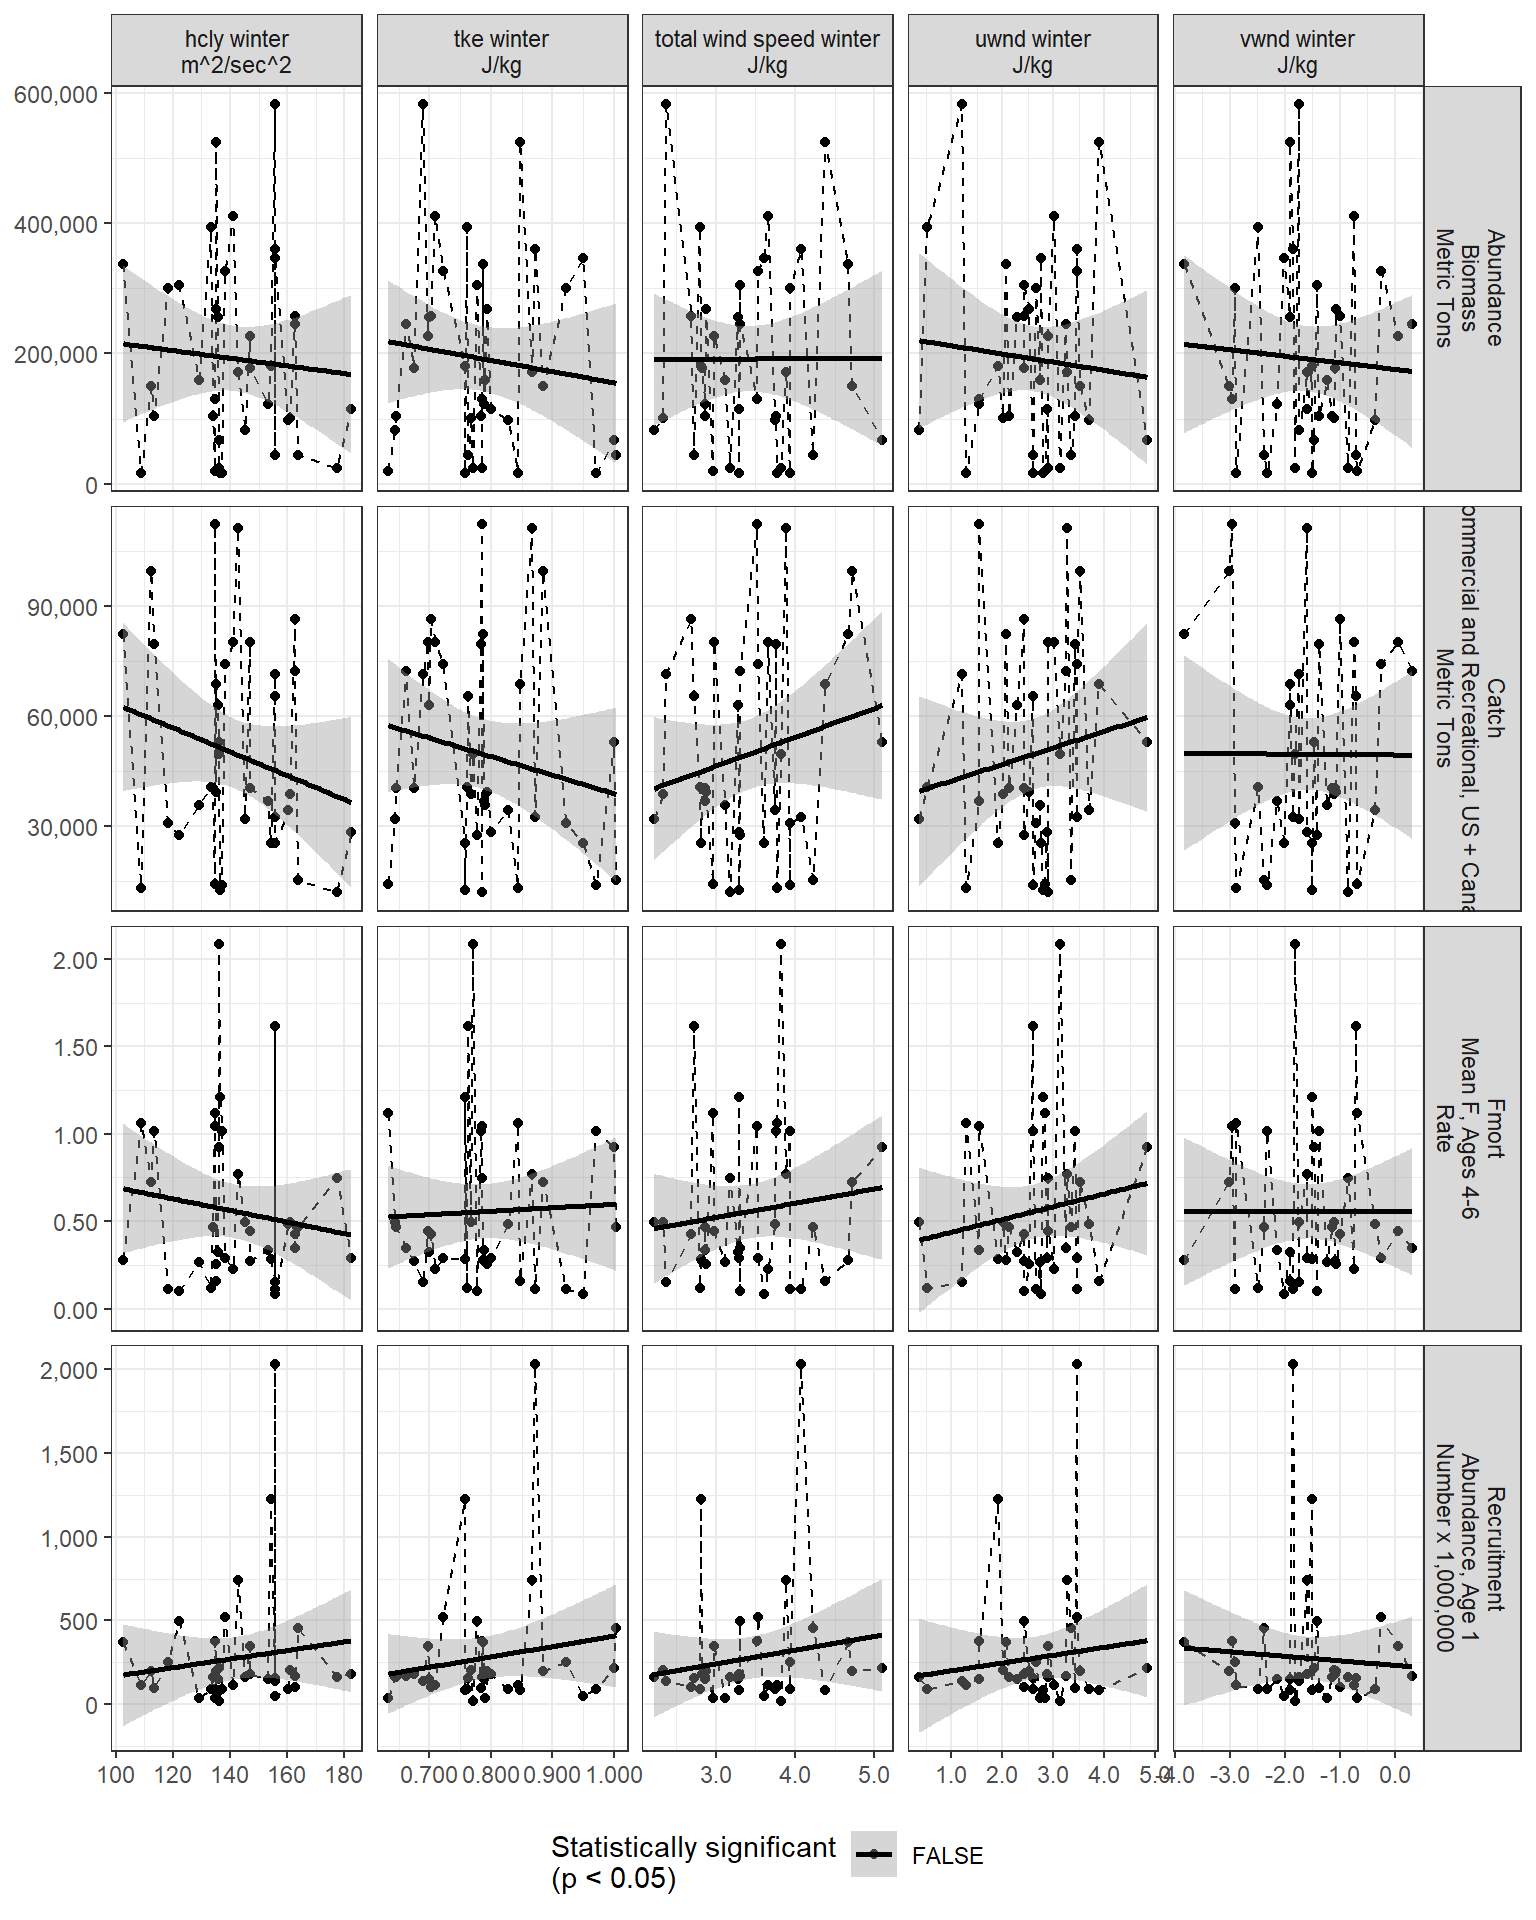 hcly winter
m^2/sec^2
tke winter
J/kg
total wind speed winter
J/kg
uwnd winter
J/kg
vwnd winter
J/kg
600,000
400,000
200,000
0
Abundance
Biomass
Metric Tons
90,000
60,000
30,000
Catch
ommercial and Recreational, US + Cana
Metric Tons
2.00
1.50
1.00
0.50
0.00
Fmort
Mean F, Ages 4-6
Rate
2,000
1,500
1,000
500
0
Recruitment
Abundance, Age 1
Number x 1,000,000
100 120 140 160 180
0.700 0.800 0.900 1.000
3.0 4.0 5.0
1.0 2.0 3.0 4.0 5.0
-4.0 -3.0 -2.0 -1.0 0.0
Statistically significant
(p < 0.05)
FALSE